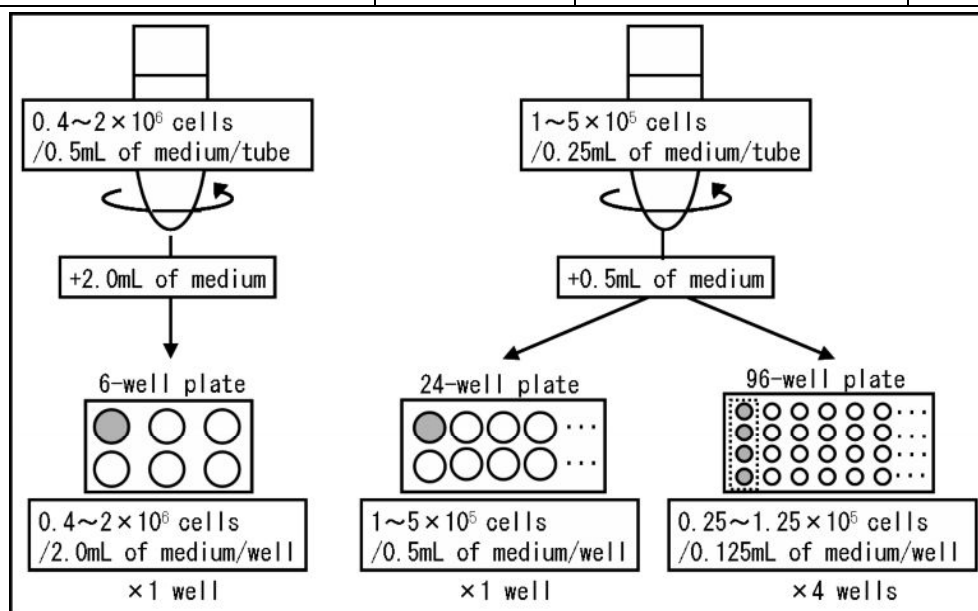 0.4～2×10⁶ cells
/0.5mL of medium/tube
+2.0mL of medium
6-well plate
0.4～2×10⁶ cells
/2.0mL of medium/well
×1 well
1～5×10⁵ cells
/0.25mL of medium/tube
+0.5mL of medium
24-well plate
...
...
1～5×10⁵ cells
/0.5mL of medium/well
×1 well
96-well plate
...
...
...
...
0.25～1.25×10⁵ cells
/0.125mL of medium/well
×4 wells